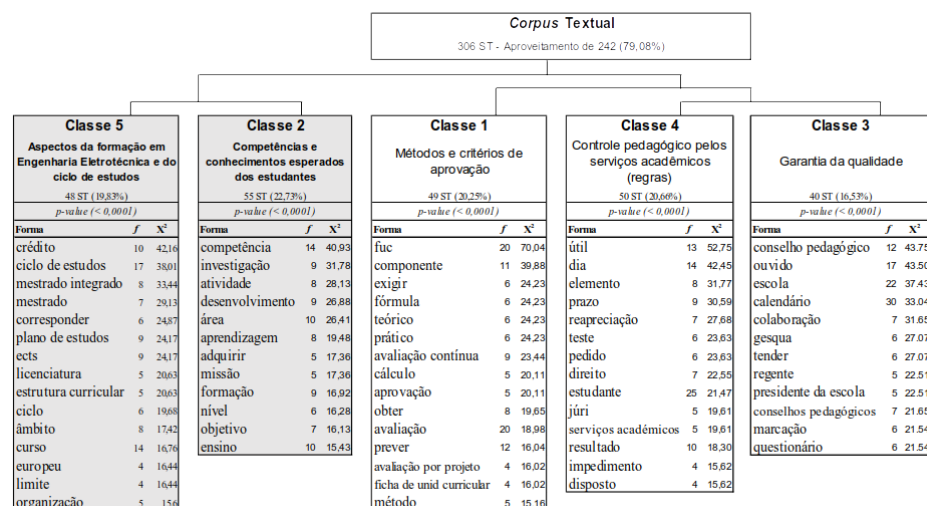 Corpus Textual
306 ST - Aproveitamento de 242 (79,08%)
Classe 5
Aspectos da formação em
Engenharia Eletrotécnica e do
ciclo de estudos
48 ST (19,83%)
p-value (< 0,0001)
Forma f X²
crédito 10 42,16
ciclo de estudos 17 38,01
mestrado integrado 8 33,44
mestrado 7 29,13
corresponder 6 24,87
plano de estudos 9 24,17
ects 9 24,17
licenciatura 5 20,63
estrutura curricular 5 20,63
ciclo 6 19,68
âmbito 8 17,42
curso 14 16,76
europeu 4 16,44
limite 4 16,44
organização 5 15,6
Classe 2
Competências e
conhecimentos esperados
dos estudantes
55 ST (22,73%)
p-value (< 0,0001)
Forma f X²
competência 14 40,93
investigação 9 31,78
atividade 8 28,13
desenvolvimento 9 26,88
área 10 26,41
aprendizagem 8 19,48
adquirir 5 17,36
missão 5 17,36
formação 9 16,92
nível 6 16,28
objetivo 7 16,13
ensino 10 15,43
Classe 1
Métodos e critérios de
aprovação
49 ST (20,25%)
p-value (< 0,0001)
Forma f X²
fuc 20 70,04
componente 11 39,88
exigir 6 24,23
fórmula 6 24,23
teórico 6 24,23
prático 6 24,23
avaliação contínua 9 23,44
cálculo 5 20,11
aprovação 5 20,11
obter 8 19,65
avaliação 20 18,98
prever 12 16,04
avaliação por projeto 4 16,02
ficha de unid curricular 4 16,02
método 5 15,16
Classe 4
Controle pedagógico pelos
serviços acadêmicos
(regras)
50 ST (20,66%)
p-value (< 0,0001)
Forma f X²
útil 13 52,75
dia 14 42,45
elemento 8 31,77
prazo 9 30,59
reapreciação 7 27,68
teste 6 23,63
pedido 6 23,63
direito 7 22,55
estudante 25 21,47
júri 5 19,61
serviços acadêmicos 5 19,61
resultado 10 18,30
impedimento 4 15,62
disposto 4 15,62
Classe 3
Garantia da qualidade
40 ST (16,53%)
p-value (< 0,0001)
Forma f X²
conselho pedagógico 12 43,75
ouvido 17 43,50
escola 22 37,43
calendário 30 33,04
colaboração 7 31,65
gesqua 6 27,07
tender 6 27,07
regente 5 22,51
presidente da escola 5 22,51
conselhos pedagógicos 7 21,65
marcação 6 21,54
questionário 6 21,54